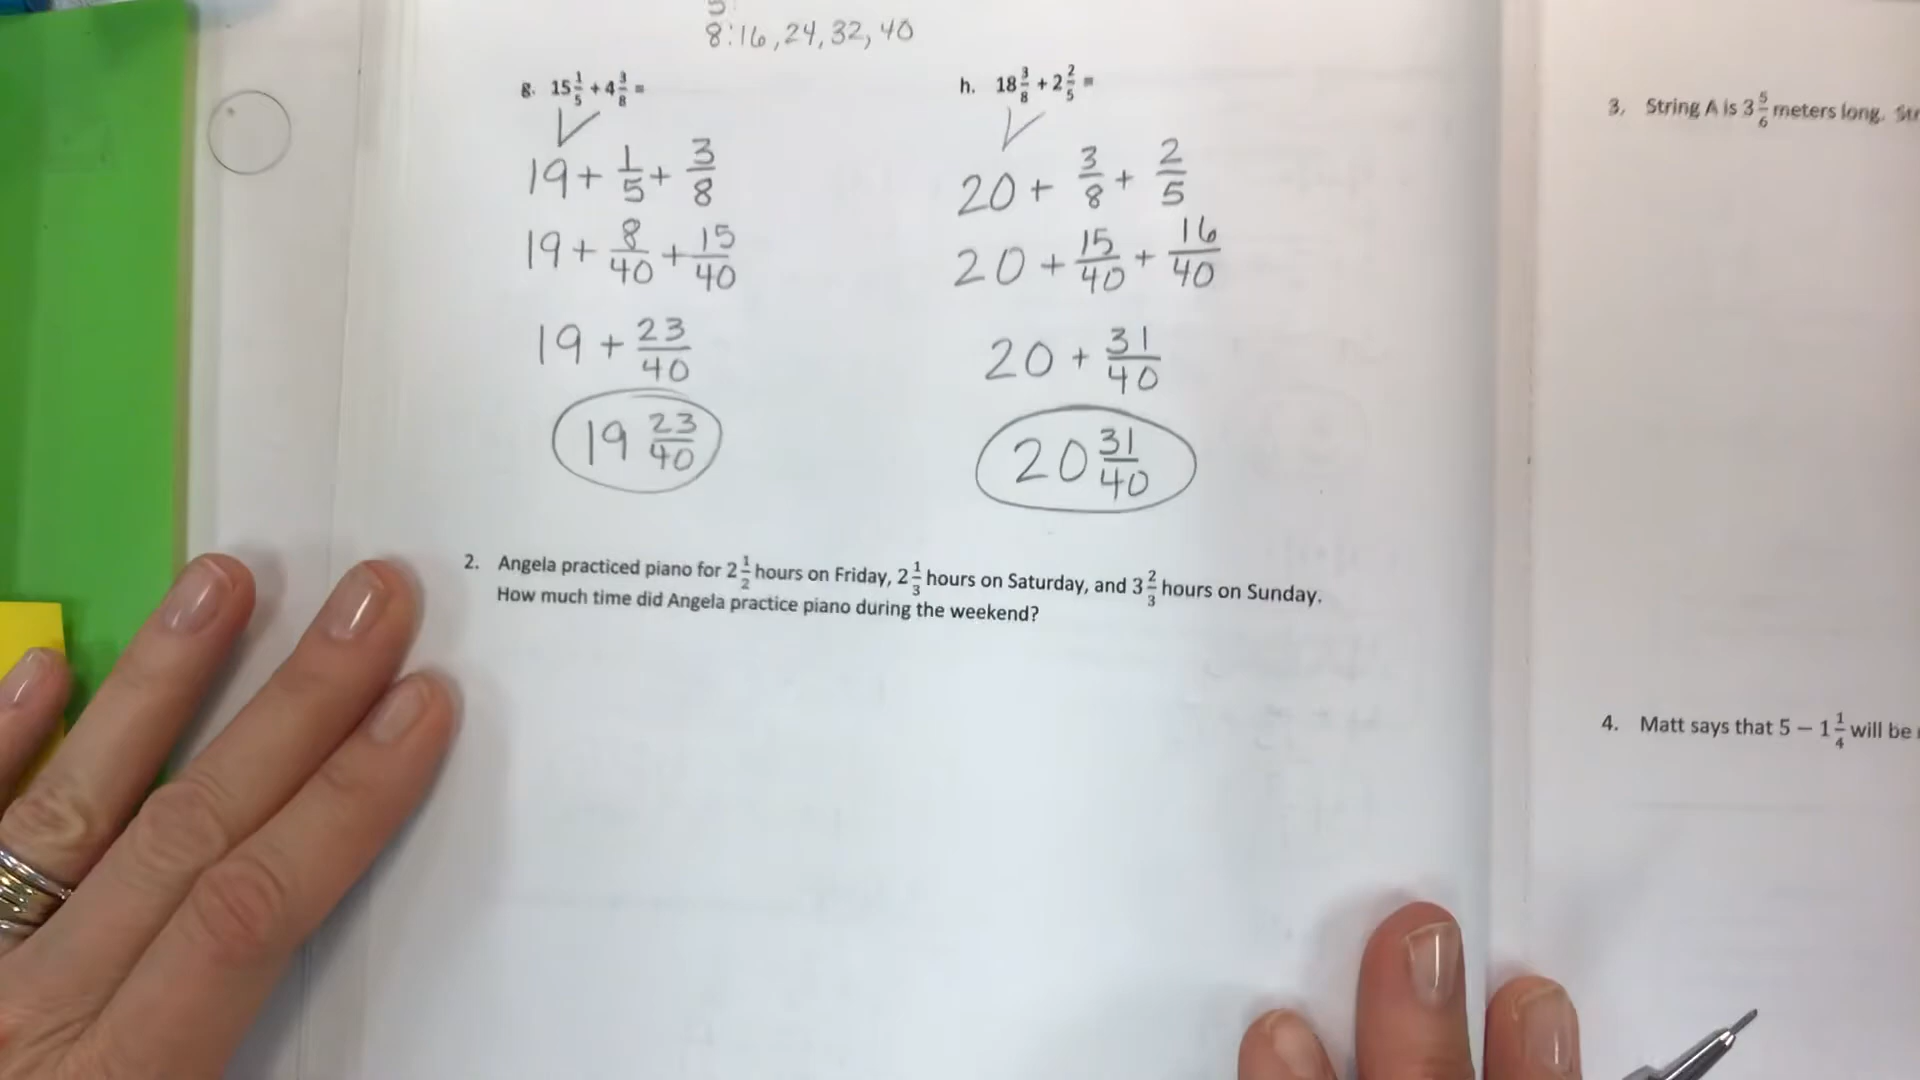 8:16,24,32,40
g. 15 1/5 + 4 3/8 =
19 + 1/5 + 3/8
19 + 8/40 + 15/40
19 + 23/40
19 23/40
h. 18 3/8 + 2 2/5 =
20 + 3/8 + 2/5
20 + 15/40 + 16/40
20 + 31/40
20 31/40
2. Angela practiced piano for 2 1/2 hours on Friday, 2 1/3 hours on Saturday, and 3 2/3 hours on Sunday.
How much time did Angela practice piano during the weekend?
3. String A is 3 5/6 meters long.
4. Matt says that 5 – 1 1/4 will be